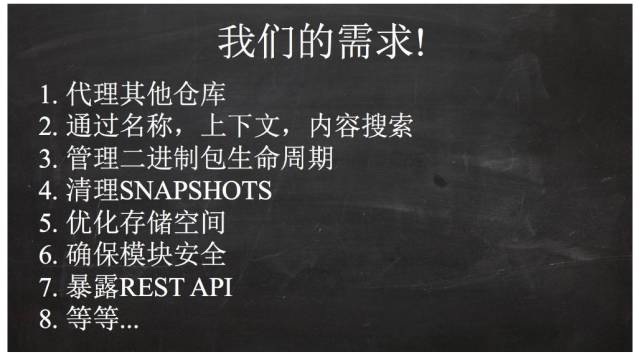 我们的需求!
1. 代理其他仓库
2. 通过名称，上下文，内容搜索
3. 管理二进制包生命周期
4. 清理SNAPSHOTS
5. 优化存储空间
6. 确保模块安全
7. 暴露REST API
8. 等等...